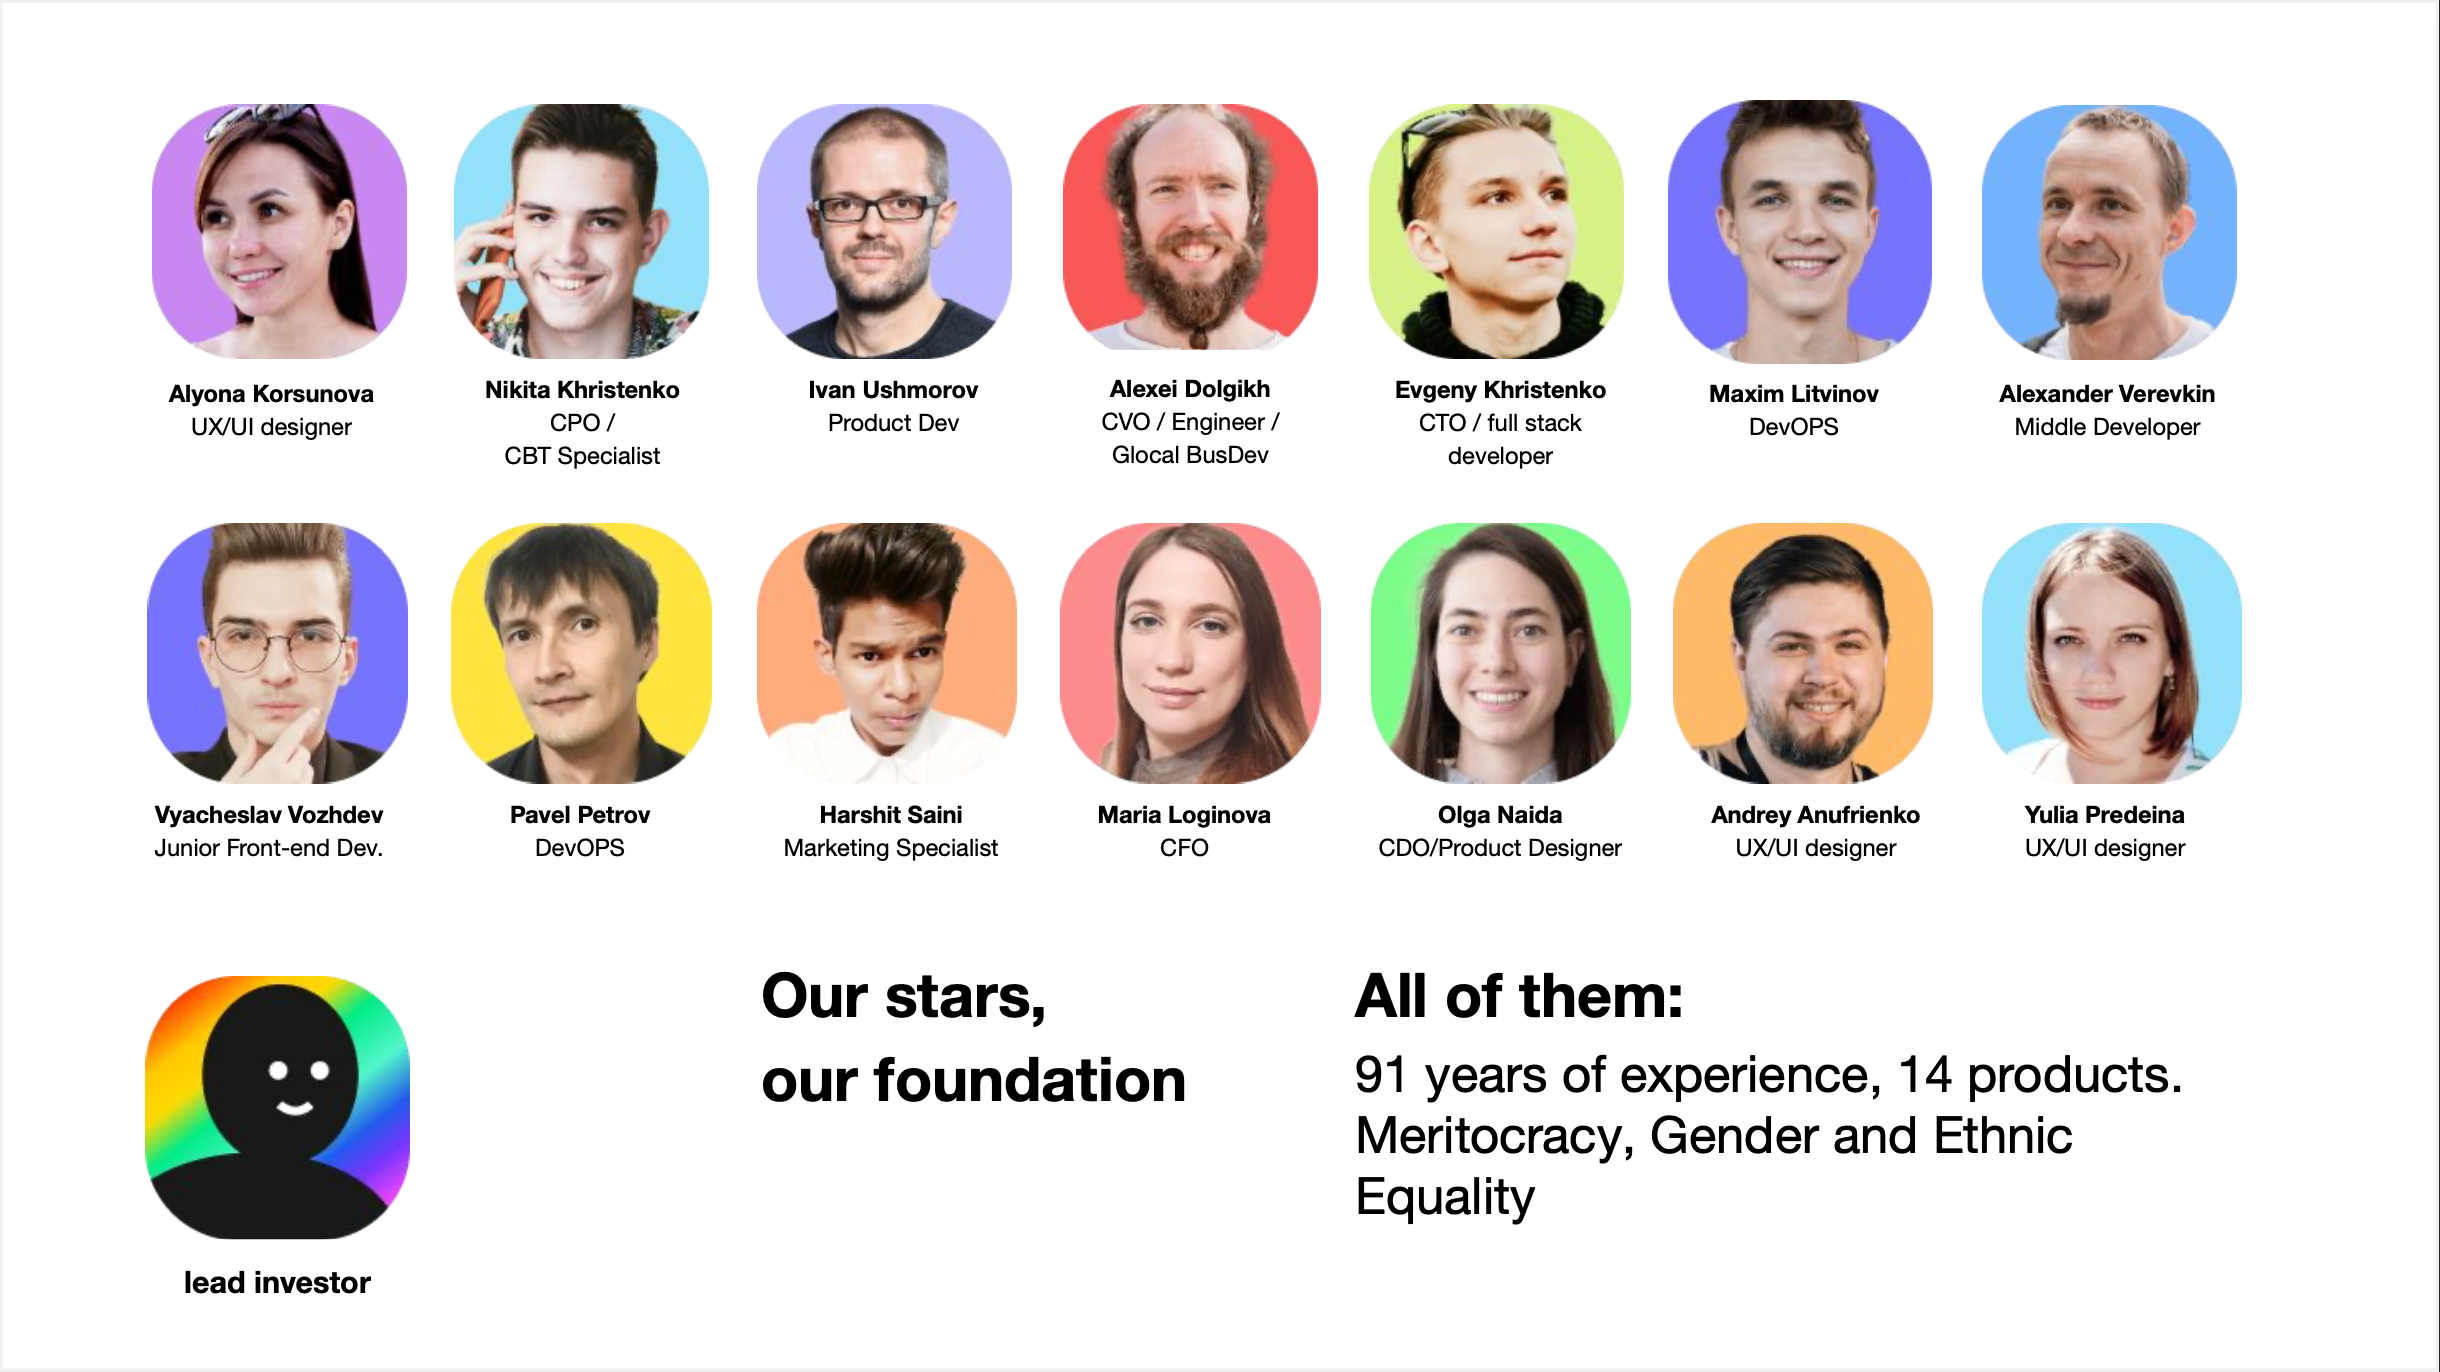 Alyona Korsunova
UX/UI designer
Nikita Khristenko
CPO /
CBT Specialist
Ivan Ushmorov
Product Dev
Alexei Dolgikh
CVO / Engineer /
Glocal BusDev
Evgeny Khristenko
CTO / full stack
developer
Maxim Litvinov
DevOPS
Alexander Verevkin
Middle Developer
Vyacheslav Vozhdev
Junior Front-end Dev.
Pavel Petrov
DevOPS
Harshit Saini
Marketing Specialist
Maria Loginova
CFO
Olga Naida
CDO/Product Designer
Andrey Anufrienko
UX/UI designer
Yulia Predeina
UX/UI designer
lead investor
Our stars,
our foundation
All of them:
91 years of experience, 14 products.
Meritocracy, Gender and Ethnic
Equality